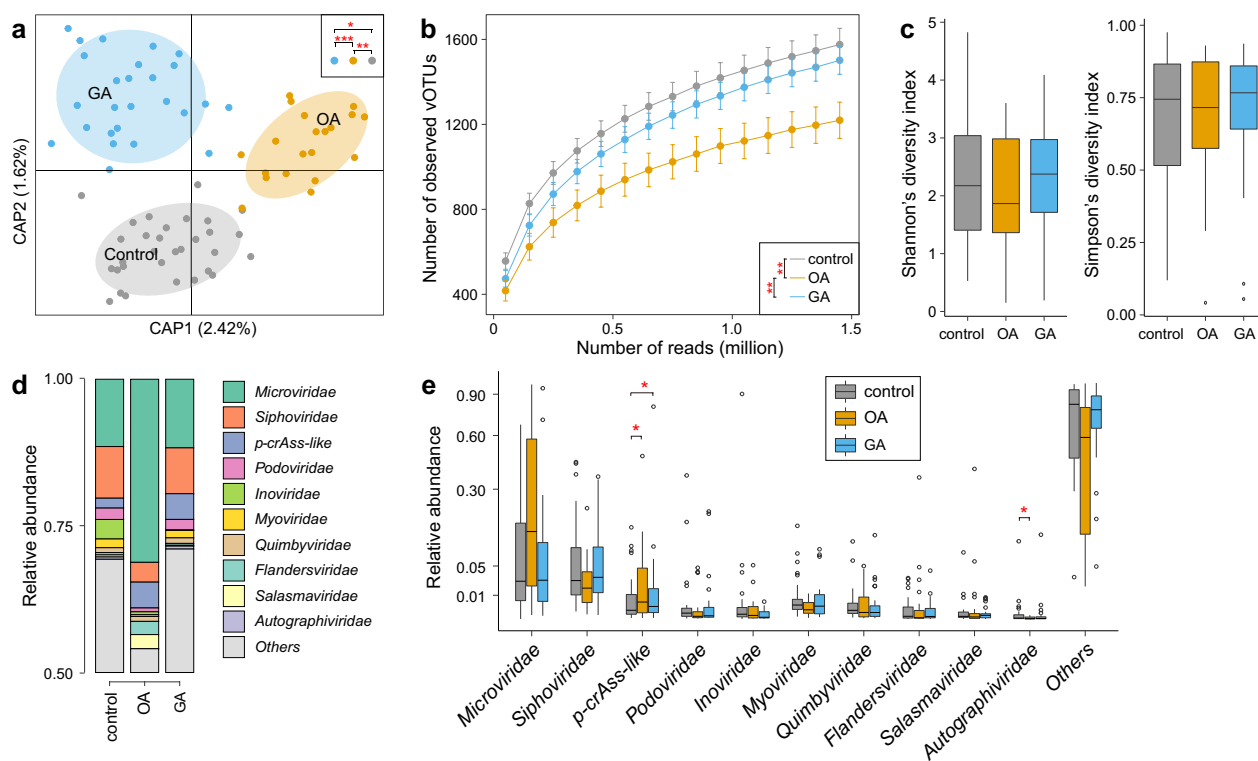 a
*
***
**
GA
OA
Control
CAP2 (1.62%)
CAP1 (2.42%)
b
Number of observed vOTUs
1600
1200
800
400
0
0.5
1.0
1.5
Number of reads (million)
**
**
control
OA
GA
c
Shannon's diversity index
5
4
3
2
1
0
control
OA
GA
Simpson's diversity index
1.00
0.75
0.50
0.25
0.00
control
OA
GA
d
Relative abundance
1.00
0.75
0.50
control
OA
GA
Microviridae
Siphoviridae
p-crAss-like
Podoviridae
Inoviridae
Myoviridae
Quimbyviridae
Flandersviridae
Salasmaviridae
Autographiviridae
Others
e
Relative abundance
0.90
0.60
0.30
0.05
0.01
*
*
*
control
OA
GA
Microviridae
Siphoviridae
p-crAss-like
Podoviridae
Inoviridae
Myoviridae
Quimbyviridae
Flandersviridae
Salasmaviridae
Autographiviridae
Others